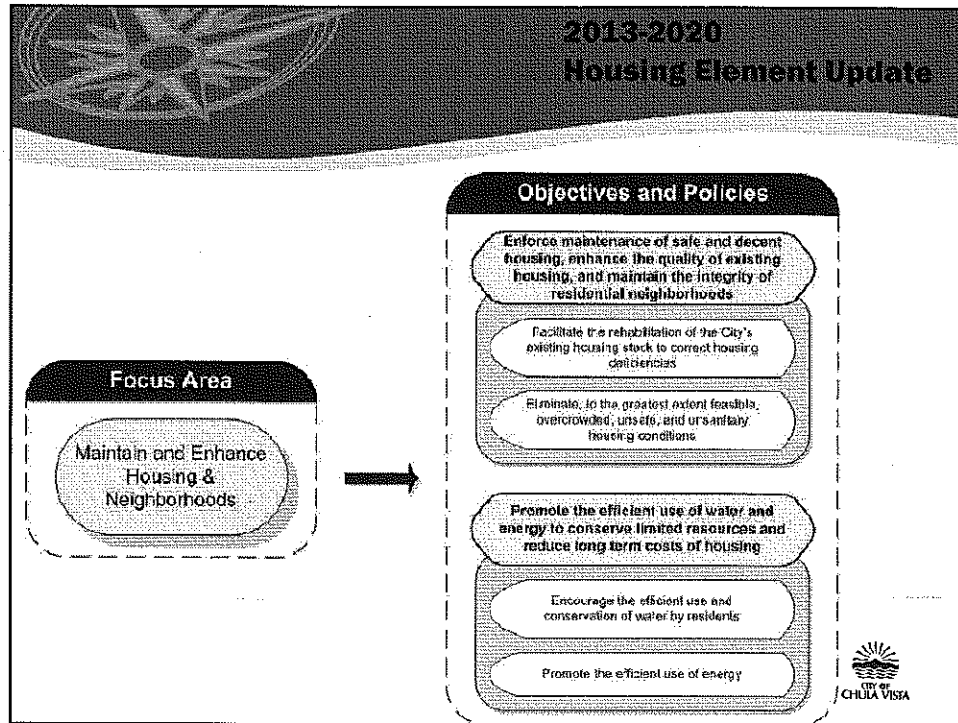 2013-2020
Housing Element Update
Focus Area
Maintain and Enhance
Housing &
Neighborhoods
Objectives and Policies
Enforce maintenance of safe and decent
housing, enhance the quality of existing
housing, and maintain the integrity of
residential neighborhoods
Facilitate the rehabilitation of the City's
existing housing stock to correct housing
deficiencies
Eliminate, to the greatest extent feasible,
overcrowded, unsafe, and unsanitary
housing conditions
Promote the efficient use of water and
energy to conserve limited resources and
reduce long term costs of housing
Encourage the efficient use and
conservation of water by residents
Promote the efficient use of energy
CITY OF
CHULA VISTA